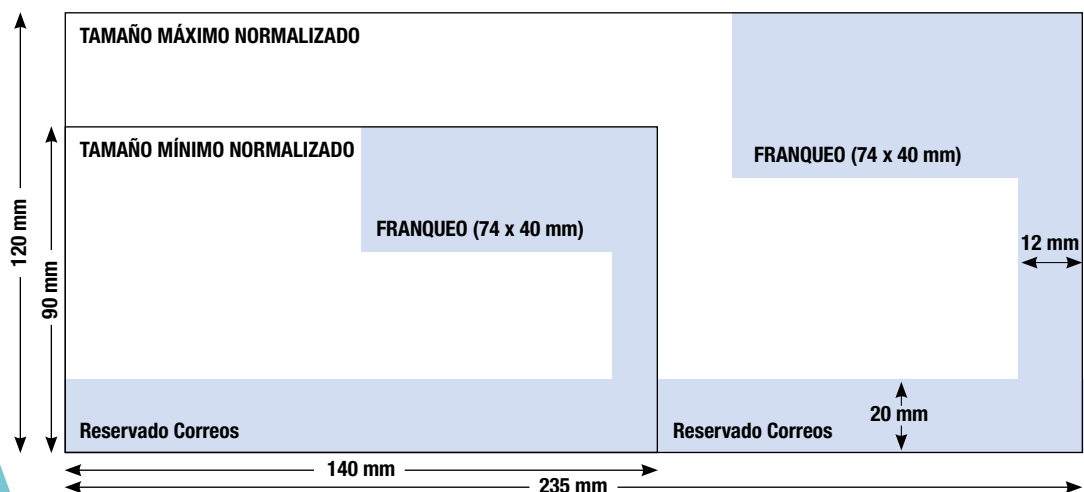 TAMAÑO MÁXIMO NORMALIZADO
TAMAÑO MÍNIMO NORMALIZADO
FRANQUEO (74 x 40 mm)
FRANQUEO (74 x 40 mm)
120 mm
90 mm
12 mm
20 mm
Reservado Correos
Reservado Correos
140 mm
235 mm